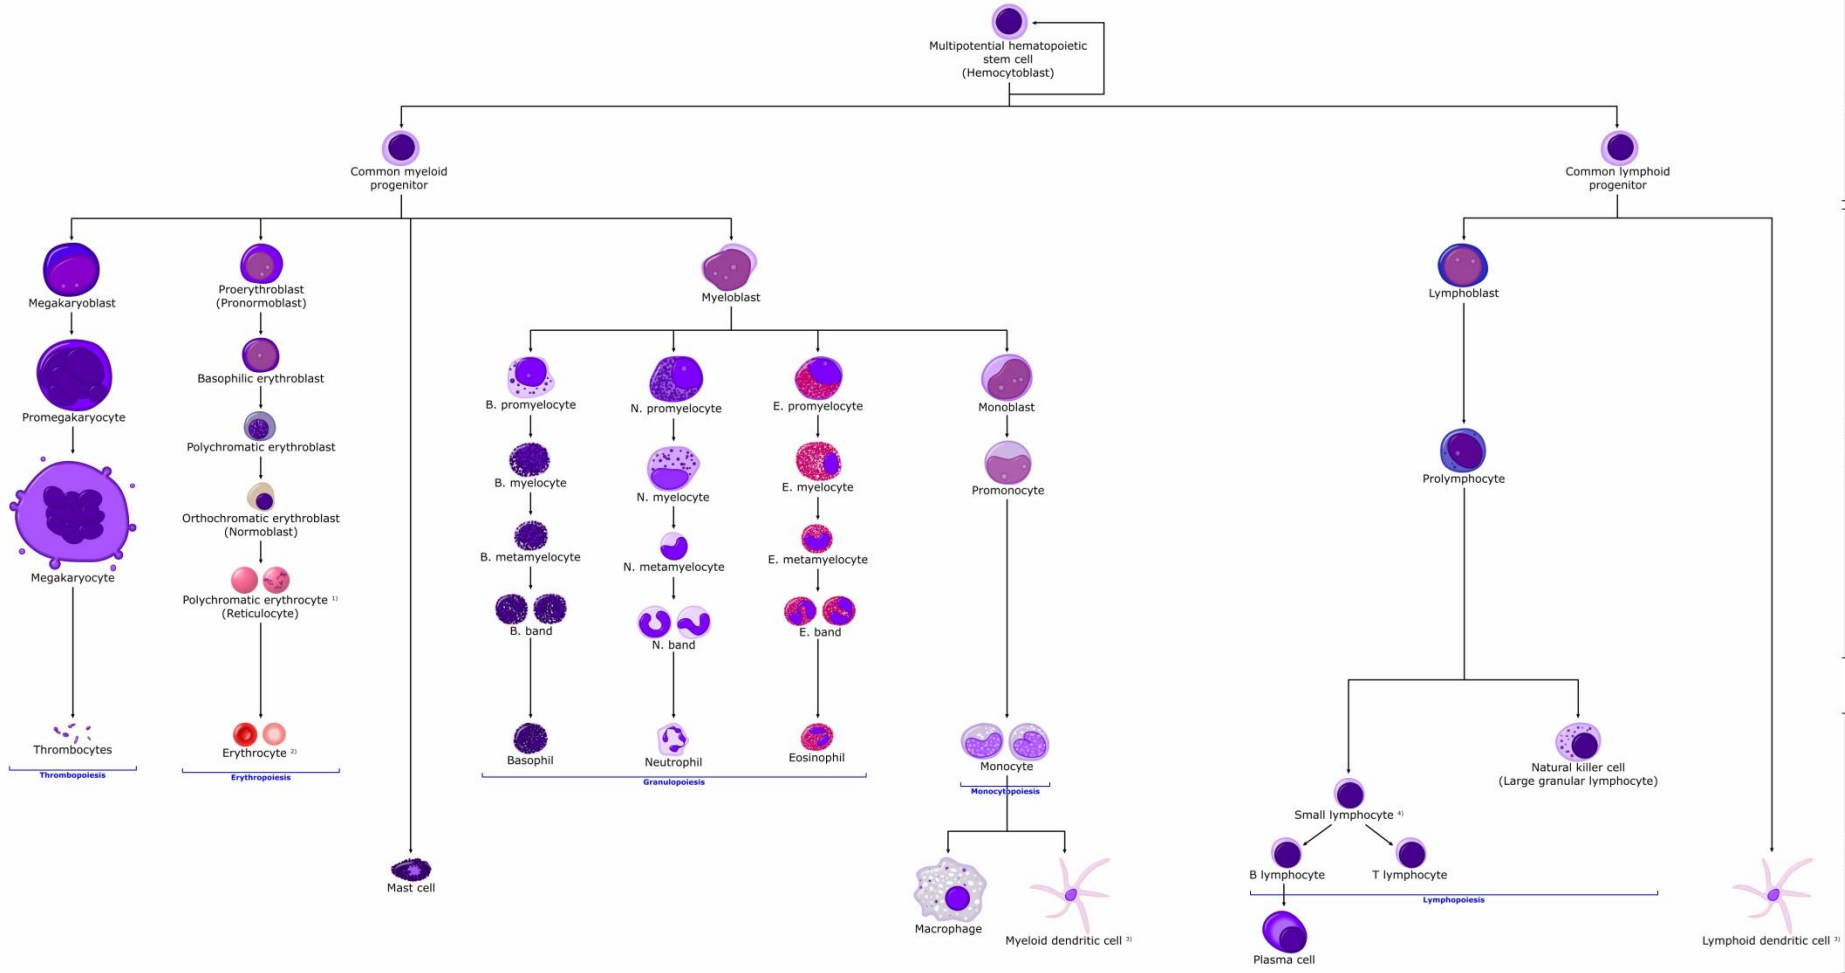 Multipotential hematopoietic
stem cell
(Hemocytoblast)
Common myeloid
progenitor
Common lymphoid
progenitor
Megakaryoblast
Proerythroblast
(Pronormoblast)
Myeloblast
Lymphoblast
Promegakaryocyte
Basophilic erythroblast
B. promyelocyte
N. promyelocyte
E. promyelocyte
Monoblast
Polychromatic erythroblast
B. myelocyte
N. myelocyte
E. myelocyte
Promonocyte
Prolymphocyte
Orthochromatic erythroblast
(Normoblast)
B. metamyelocyte
N. metamyelocyte
E. metamyelocyte
Megakaryocyte
Polychromatic erythrocyte 1)
(Reticulocyte)
B. band
N. band
E. band
Thrombocytes
Erythrocyte 2)
Basophil
Neutrophil
Eosinophil
Monocyte
Natural killer cell
(Large granular lymphocyte)
Thrombopoiesis
Erythropoiesis
Granulopoiesis
Monocytopoiesis
Small lymphocyte 4)
Mast cell
B lymphocyte
T lymphocyte
Lymphopoiesis
Macrophage
Myeloid dendritic cell 3)
Plasma cell
Lymphoid dendritic cell 3)